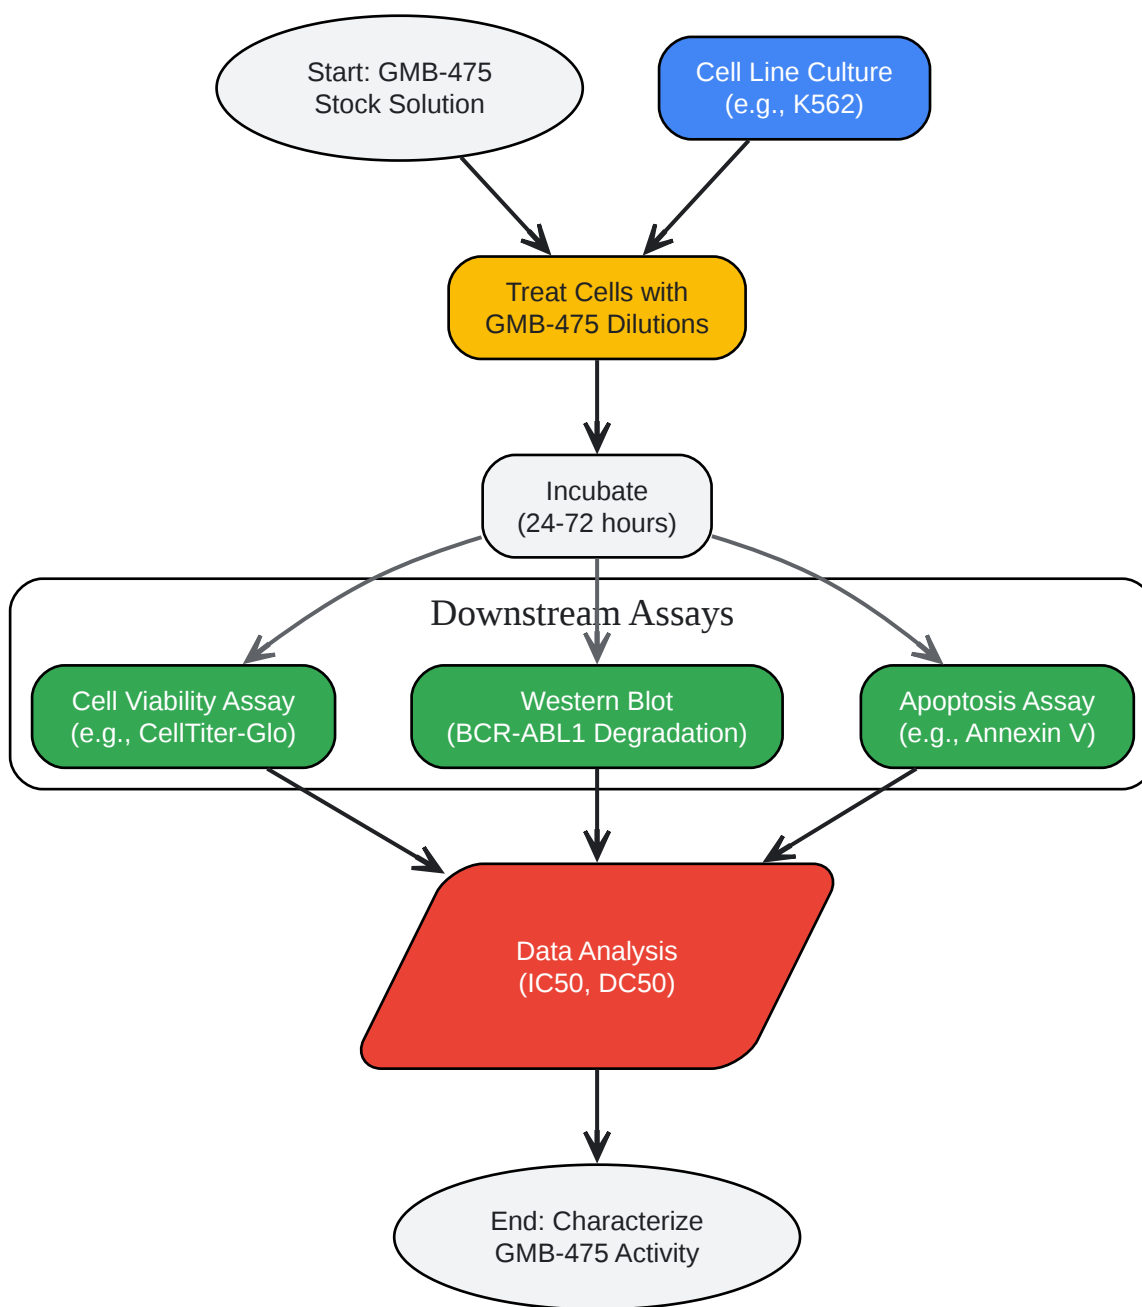 Start: GMB-475
Stock Solution
Cell Line Culture
(e.g., K562)
Treat Cells with
GMB-475 Dilutions
Incubate
(24-72 hours)
Downstream Assays
Cell Viability Assay
(e.g., CellTiter-Glo)
Western Blot
(BCR-ABL1 Degradation)
Apoptosis Assay
(e.g., Annexin V)
Data Analysis
(IC50, DC50)
End: Characterize
GMB-475 Activity